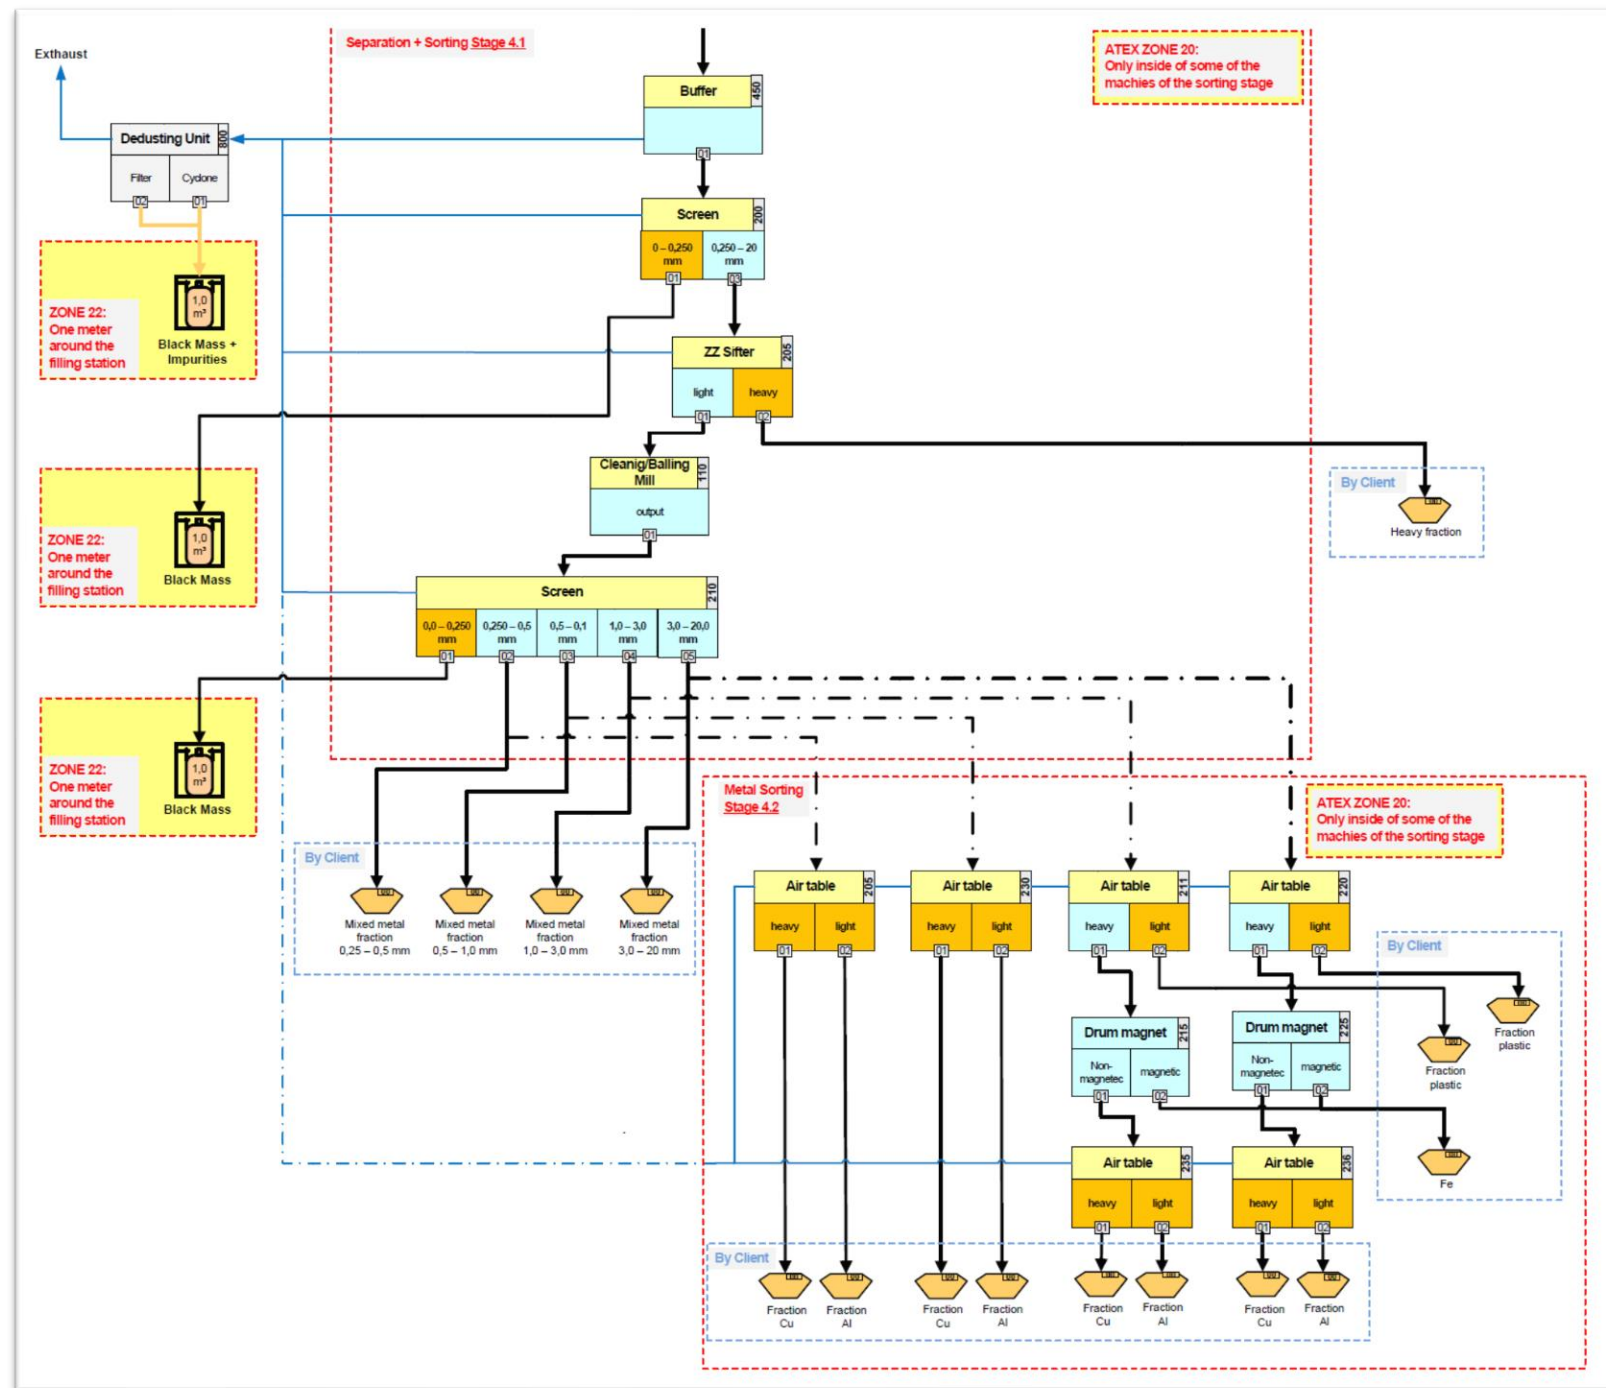 Separation + Sorting Stage 4.1
ATEX ZONE 20:
Only inside of some of the
machies of the sorting stage
Exthaust
Buffer
450
01
Dedusting Unit
800
Filter
Cyclone
02
01
Screen
200
0 – 0,250
mm
0,250 – 20
mm
01
03
ZONE 22:
One meter
around the
filling station
1,0
m³
Black Mass +
Impurities
ZZ Sifter
205
light
heavy
01
02
Cleanig/Balling
Mill
110
output
01
By Client
Heavy fraction
ZONE 22:
One meter
around the
filling station
1,0
m³
Black Mass
Screen
210
0,0 – 0,250
mm
0,250 – 0,5
mm
0,5 – 0,1
mm
1,0 – 3,0
mm
3,0 – 20,0
mm
01
02
03
04
05
ZONE 22:
One meter
around the
filling station
1,0
m³
Black Mass
Metal Sorting
Stage 4.2
ATEX ZONE 20:
Only inside of some of the
machies of the sorting stage
By Client
Mixed metal
fraction
0,25 – 0,5 mm
Mixed metal
fraction
0,5 – 1,0 mm
Mixed metal
fraction
1,0 – 3,0 mm
Mixed metal
fraction
3,0 – 20 mm
Air table
205
heavy
light
01
02
Air table
230
heavy
light
01
02
Air table
211
heavy
light
01
02
Air table
220
heavy
light
01
02
By Client
Fraction
plastic
Fraction
plastic
Fe
Drum magnet
215
Non-
magnetec
magnetic
01
02
Drum magnet
225
Non-
magnetec
magnetic
01
02
Air table
235
heavy
light
01
02
Air table
236
heavy
light
01
02
By Client
Fraction
Cu
Fraction
Al
Fraction
Cu
Fraction
Al
Fraction
Cu
Fraction
Al
Fraction
Cu
Fraction
Al